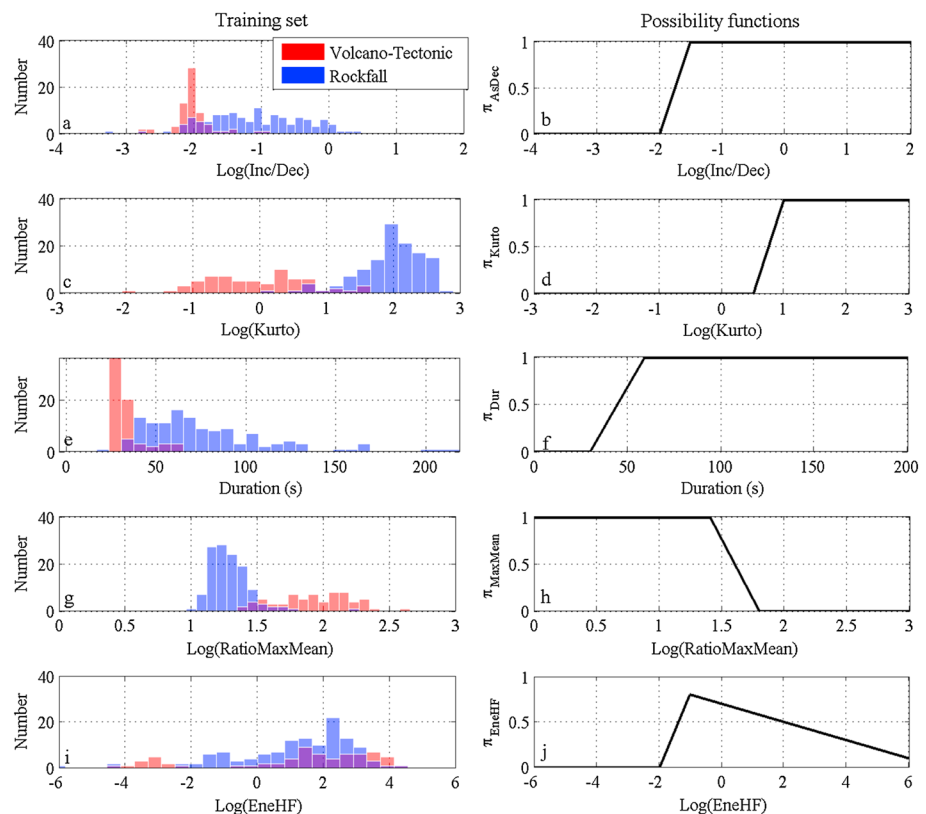 Training set
Possibility functions
Volcano-Tectonic
Rockfall
Number
40
20
0
a
-4 -3 -2 -1 0 1 2
Log(Inc/Dec)
π AsDec
1
0.5
0
b
-4 -3 -2 -1 0 1 2
Log(Inc/Dec)
Number
40
20
0
c
-3 -2 -1 0 1 2 3
Log(Kurto)
π Kurto
1
0.5
0
d
-3 -2 -1 0 1 2 3
Log(Kurto)
Number
20
0
e
0 50 100 150 200
Duration (s)
π Dur
1
0.5
0
f
0 50 100 150 200
Duration (s)
Number
40
20
0
g
0 0.5 1 1.5 2 2.5 3
Log(RatioMaxMean)
π MaxMean
1
0.5
0
h
0 0.5 1 1.5 2 2.5 3
Log(RatioMaxMean)
Number
40
20
0
i
-6 -4 -2 0 2 4 6
Log(EneHF)
π EneHF
1
0.5
0
j
-6 -4 -2 0 2 4 6
Log(EneHF)